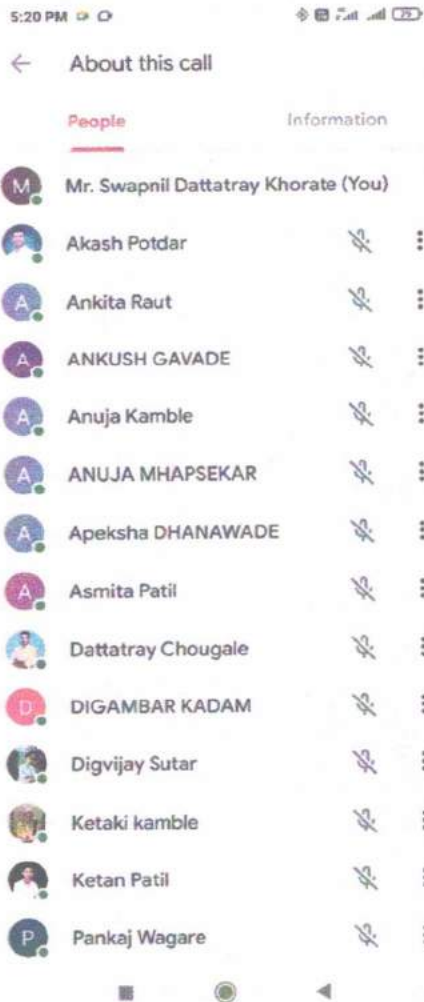 5:20 PM
About this call
People
Information
M
Mr. Swapnil Dattatray Khorate (You)
Akash Potdar
A
Ankita Raut
A
ANKUSH GAVADE
A
Anuja Kamble
A
ANUJA MHAPSEKAR
A
Apeksha DHANAWADE
A
Asmita Patil
Dattatray Chougale
D
DIGAMBAR KADAM
Digvijay Sutar
Ketaki kamble
Ketan Patil
P
Pankaj Wagare